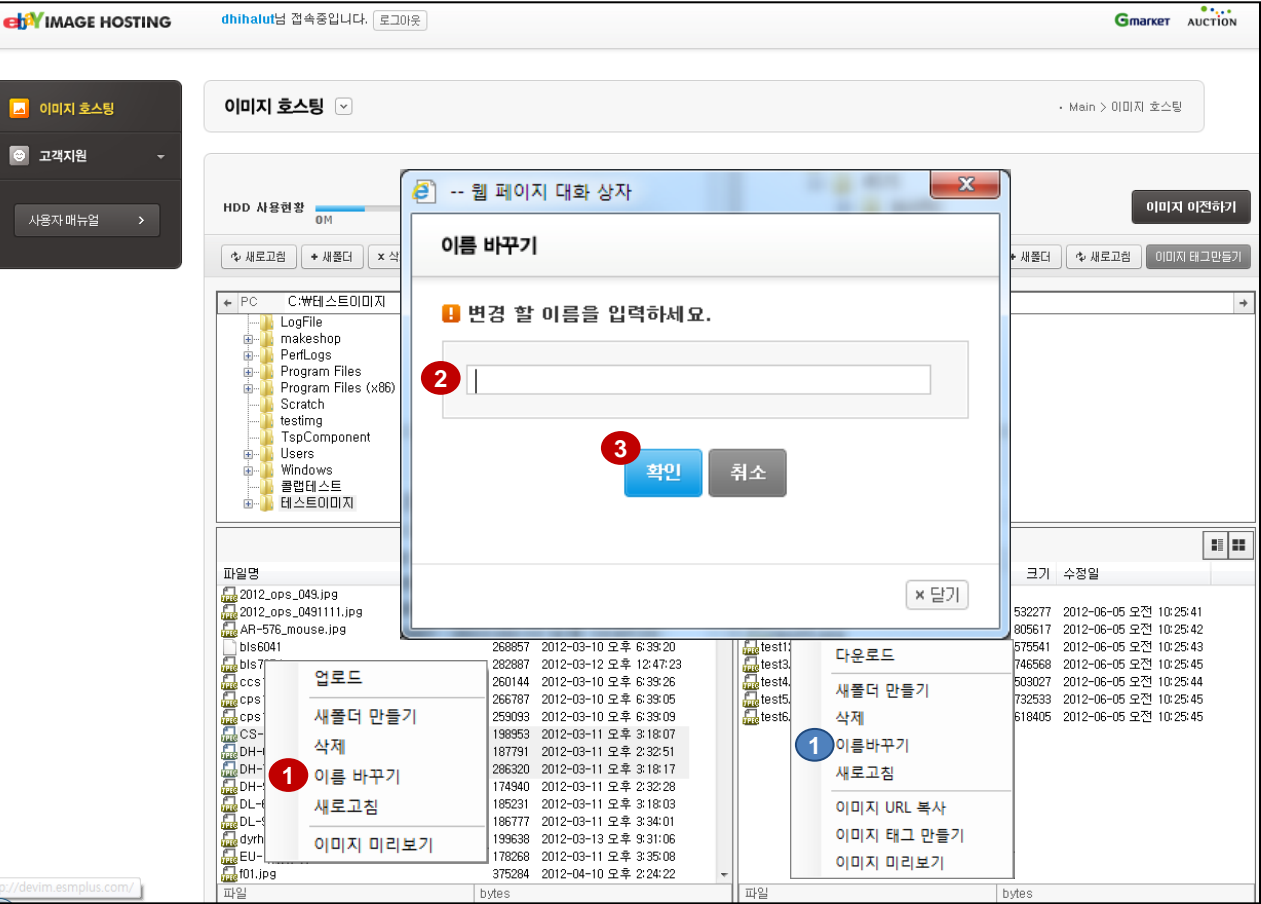 ebay IMAGE HOSTING
dhihalut님 접속중입니다. 로그아웃
Gmarket AUCTION
이미지 호스팅
고객지원
사용자 매뉴얼 >
이미지 호스팅
Main > 이미지 호스팅
HDD 사용현황
0M
이미지 이전하기
새로고침 + 새폴더 x 삭
새폴더 새로고침 이미지 태그만들기
-- 웹 페이지 대화 상자
이름 바꾸기
변경 할 이름을 입력하세요.
2
3
확인 취소
x 닫기
PC C:₩테스트이미지
LogFile
makeshop
PerfLogs
Program Files
Program Files (x86)
Scratch
testimg
TspComponent
Users
Windows
콜랩테스트
테스트이미지
파일명
2012_ops_049.jpg
2012_ops_0491111.jpg
AR-576_mouse.jpg
bls6041 268857 2012-03-10 오후 6:39:20
bls7 282887 2012-03-12 오후 12:47:23
ccs 260144 2012-03-10 오후 6:39:26
cps 266787 2012-03-10 오후 6:39:05
cps 259093 2012-03-10 오후 6:39:09
CS- 198953 2012-03-11 오후 3:18:07
DH- 187791 2012-03-11 오후 2:32:51
DH- 286320 2012-03-11 오후 3:18:17
DH- 174940 2012-03-11 오후 2:32:28
DL- 185231 2012-03-11 오후 3:18:03
DL- 186777 2012-03-11 오후 3:34:01
dyrh 199638 2012-03-13 오후 9:31:06
EU- 178268 2012-03-11 오후 3:35:08
f01.jpg 375284 2012-04-10 오후 2:24:22
파일 bytes
업로드
새폴더 만들기
삭제
1 이름 바꾸기
새로고침
이미지 미리보기
크기 수정일
532277 2012-06-05 오전 10:25:41
805617 2012-06-05 오전 10:25:42
test1 575541 2012-06-05 오전 10:25:43
test3. 746568 2012-06-05 오전 10:25:45
test4. 503027 2012-06-05 오전 10:25:44
test5. 732533 2012-06-05 오전 10:25:45
test6. 618405 2012-06-05 오전 10:25:45
다운로드
새폴더 만들기
삭제
1 이름바꾸기
새로고침
이미지 URL 복사
이미지 태그 만들기
이미지 미리보기
파일 bytes
p://devim.esmplus.com/